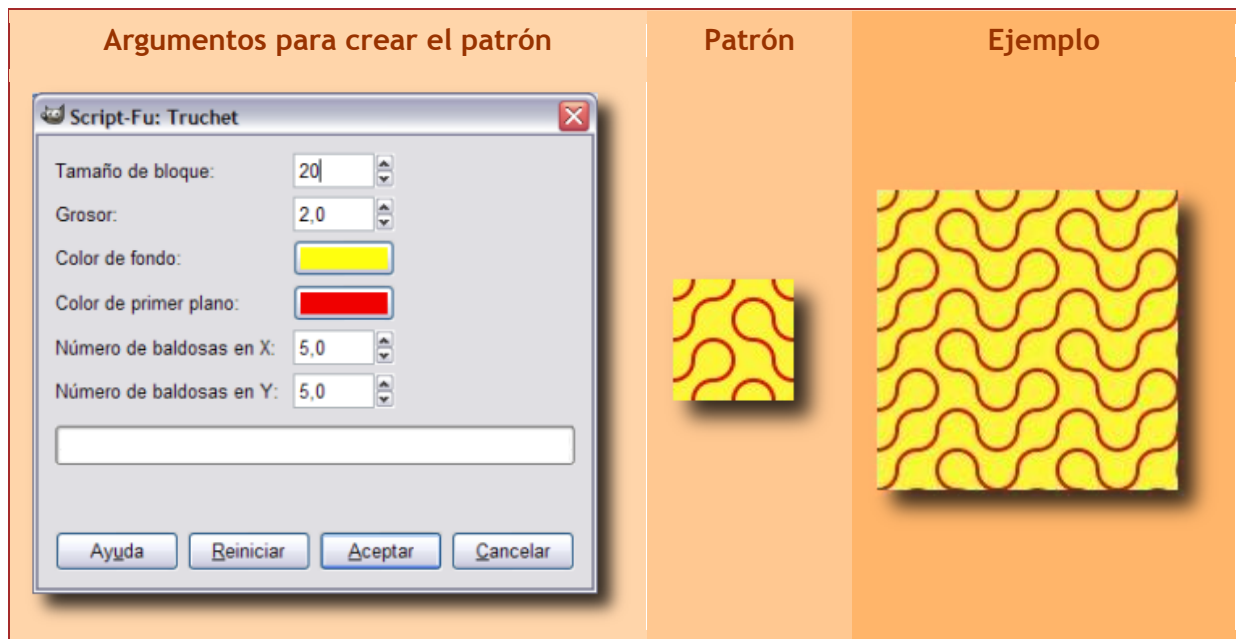 Argumentos para crear el patrón
Patrón
Ejemplo
Script-Fu: Truchet
Tamaño de bloque: 20
Grosor: 2,0
Color de fondo:
Color de primer plano:
Número de baldosas en X: 5,0
Número de baldosas en Y: 5,0
Ayuda Reiniciar Aceptar Cancelar